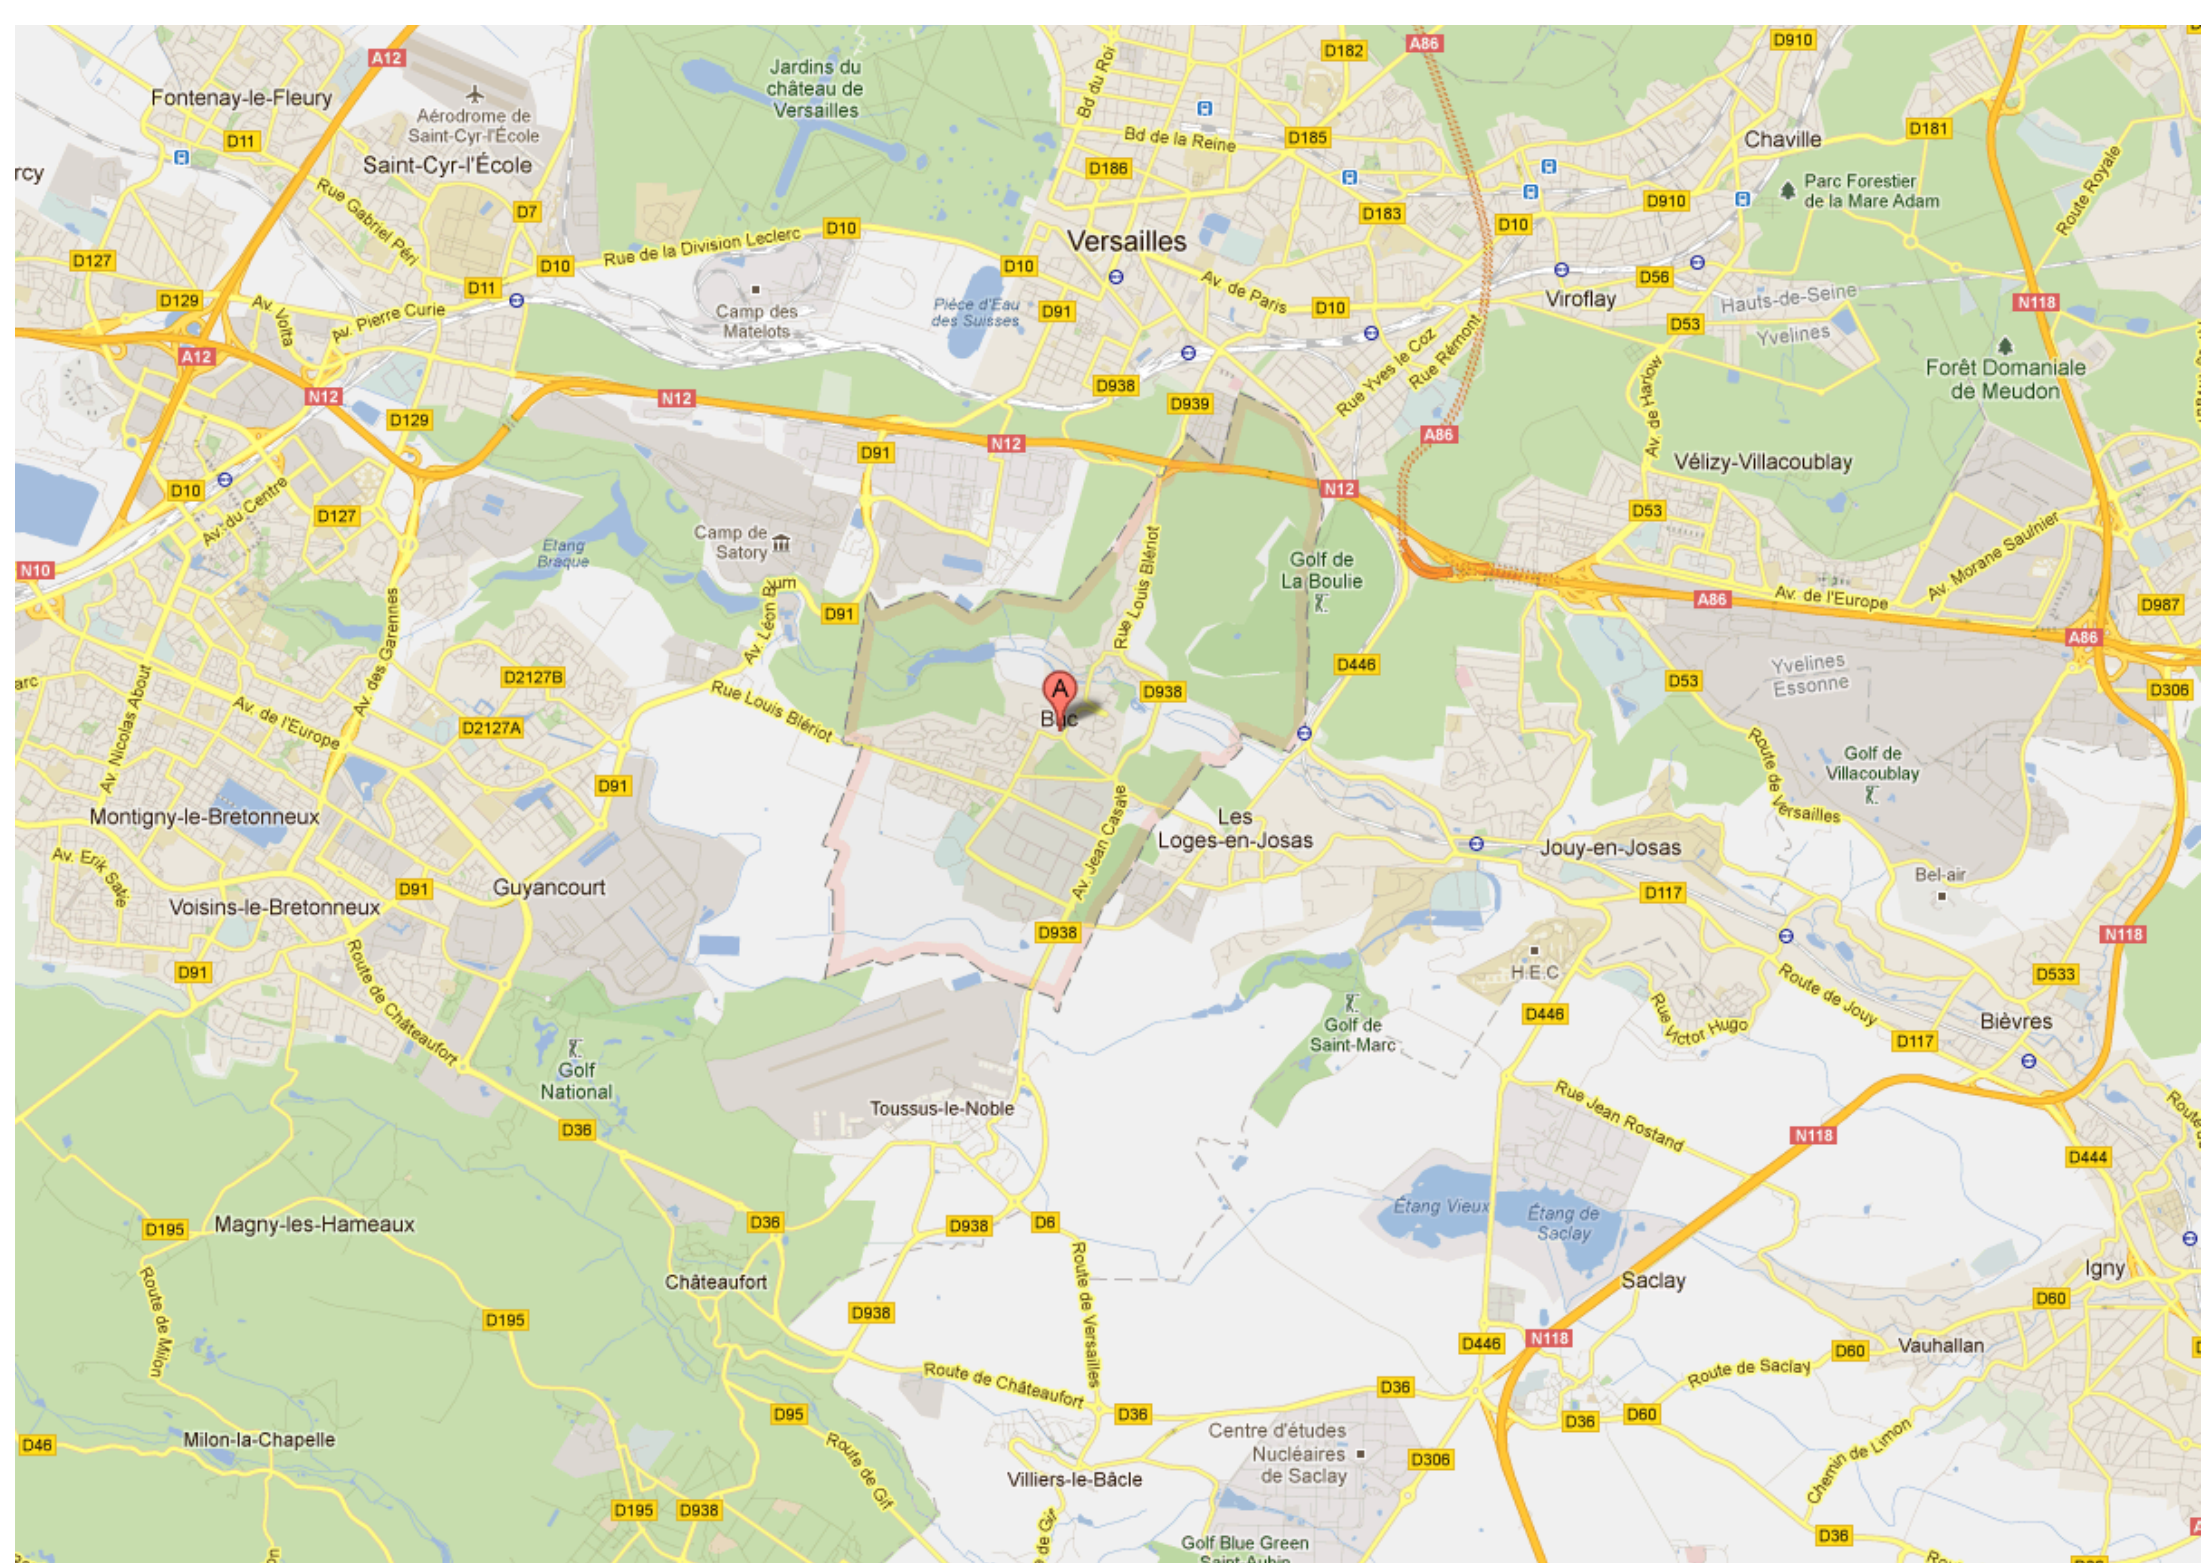 A12
D182
A86
D910
Jardins du
château de
Versailles
Bd du Roi
Fontenay-le-Fleury
Aérodrome de
Saint-Cyr-l'École
D11
Bd de la Reine
D185
Chaville
D181
Saint-Cyr-l'École
D186
rcy
Parc Forestier
de la Mare Adam
Route Royale
Rue Gabriel Péri
D7
D183
D910
D10
Rue de la Division Leclerc
D10
Versailles
D127
D10
D10
D56
D11
Av. de Paris
D129
Av. Volta
Av. Pierre Curie
Camp des
Matelots
Pièce d'Eau
des Suisses
D91
D10
Viroflay
Hauts-de-Seine
Yvelines
N118
D53
A12
Rue Yves le Coz
Rue Rémont
Forêt Domaniale
de Meudon
N12
N12
D938
D939
Av. de Harlow
D129
N12
D91
A86
Vélizy-Villacoublay
D10
Av. du Centre
D127
N12
D53
Camp de
Satory
Etang
Braque
Rue Louis Blériot
Golf de
La Boulie
Av. Morane Saulnier
N10
Av. de l'Europe
A86
D987
Av. des Garennes
Av. Léon Blum
D91
A86
D446
Yvelines
Essonne
arc
Av. Nicolas About
D2127B
A
D938
D53
D306
Rue Louis Blériot
Buc
Av. de l'Europe
D2127A
Route de Versailles
Golf de
Villacoublay
D91
Montigny-le-Bretonneux
Av. Jean Casale
Les
Loges-en-Josas
Jouy-en-Josas
Av. Erik Satie
D91
Guyancourt
Bel-air
D117
Voisins-le-Bretonneux
D938
N118
D91
Route de Châteaufort
H.E.C
D533
Route de Jouy
D446
Rue Victor Hugo
Golf de
Saint-Marc
Bièvres
D117
Golf
National
Toussus-le-Noble
Rue Jean Rostand
D36
N118
Route
D444
Étang Vieux
Étang de
Saclay
D195
Magny-les-Hameaux
D36
D938
D6
Route de Milon
Châteaufort
Route de Versailles
Saclay
Igny
D60
D195
D938
D446
N118
D60
Vauhallan
Route de Châteaufort
Route de Saclay
D36
D95
D36
D36
D60
D46
Milon-la-Chapelle
Route de Gif
Centre d'études
Nucléaires
de Saclay
D306
Chemin de Limon
Villiers-le-Bâcle
D195
D938
de Gif
Golf Blue Green
Saint-Aubin
D36